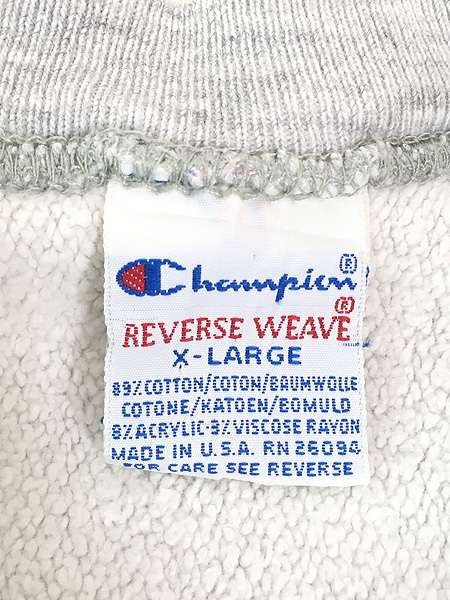 Champion®
REVERSE WEAVE®
X-LARGE
89% COTTON/COTON/BAUMWOLLE
COTONE/KATOEN/BOMULD
8% ACRYLIC·3% VISCOSE RAYON
MADE IN U.S.A. RN 26094
FOR CARE SEE REVERSE